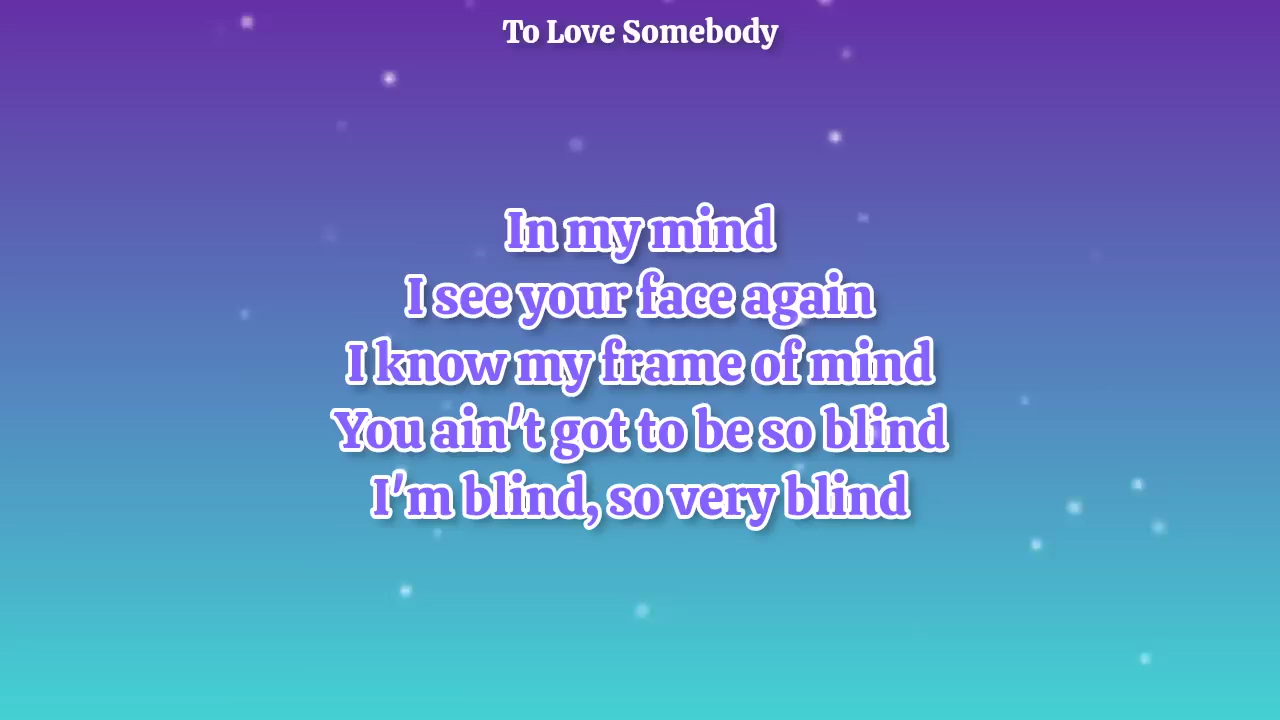 To Love Somebody
In my mind
I see your face again
I know my frame of mind
You ain't got to be so blind
I'm blind, so very blind